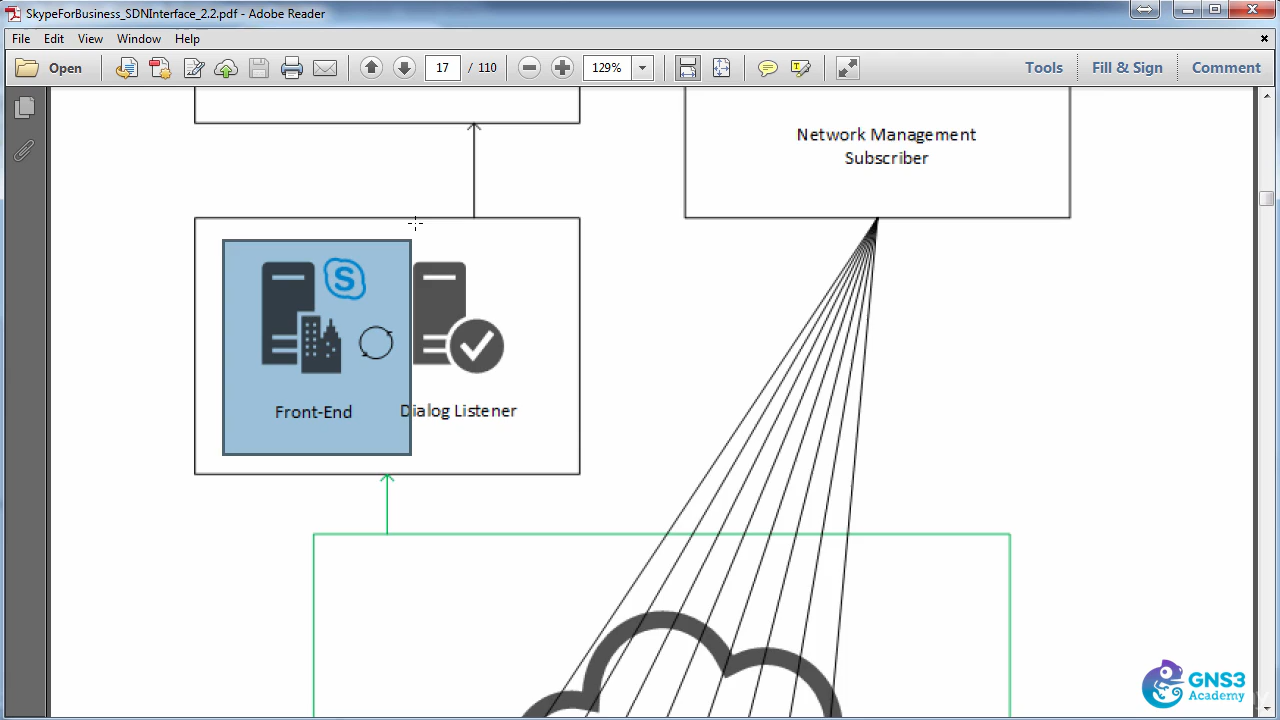 SkypeForBusiness_SDNInterface_2.2.pdf - Adobe Reader
File Edit View Window Help
Open 17 / 110 129% Tools Fill & Sign Comment
Network Management
Subscriber
S
Front-End Dialog Listener
GNS3
Academy